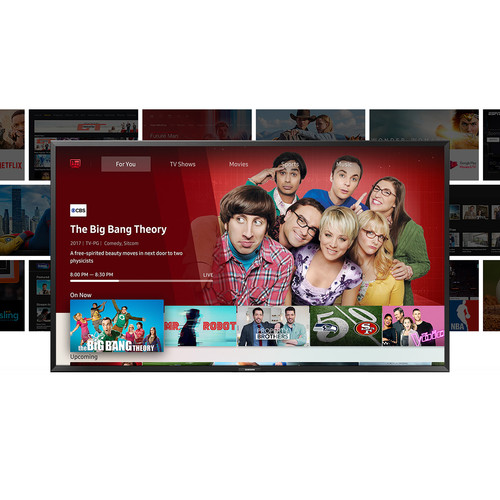 For You TV Shows Movies Sports Music
CBS
The Big Bang Theory
2017 | TV-PG | Comedy, Sitcom
A free-spirited beauty moves in next door to two
physicists
8:00 PM — 8:30 PM LIVE
On Now
the BIG BANG THEORY
MR. ROBOT
PROPERTY
BROTHERS
Upcoming
SAMSUNG
NETFLIX
NBA